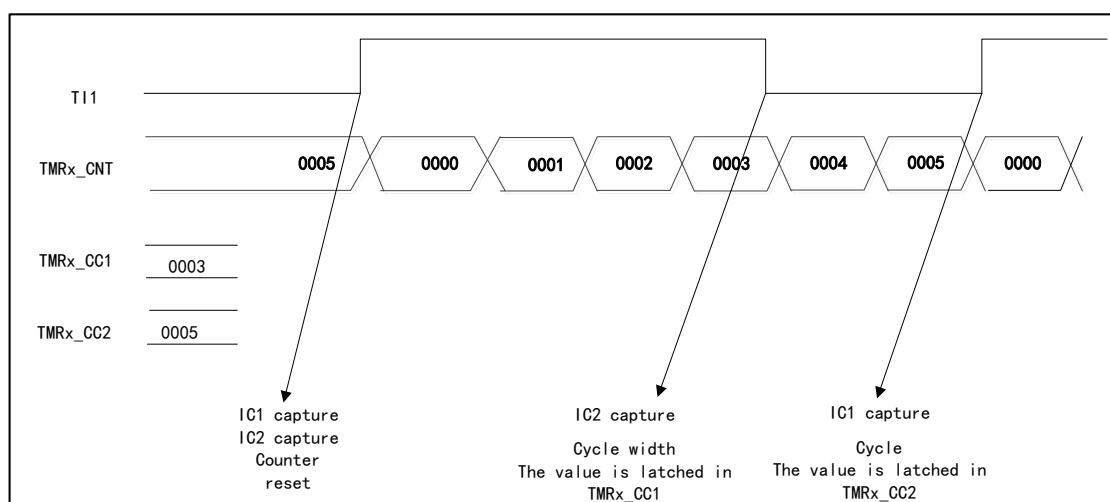 TI1
TMRx_CNT
0005 0000 0001 0002 0003 0004 0005 0000
TMRx_CC1
0003
TMRx_CC2
0005
IC1 capture
IC2 capture
Counter
reset
IC2 capture
Cycle width
The value is latched in
TMRx_CC1
IC1 capture
Cycle
The value is latched in
TMRx_CC2